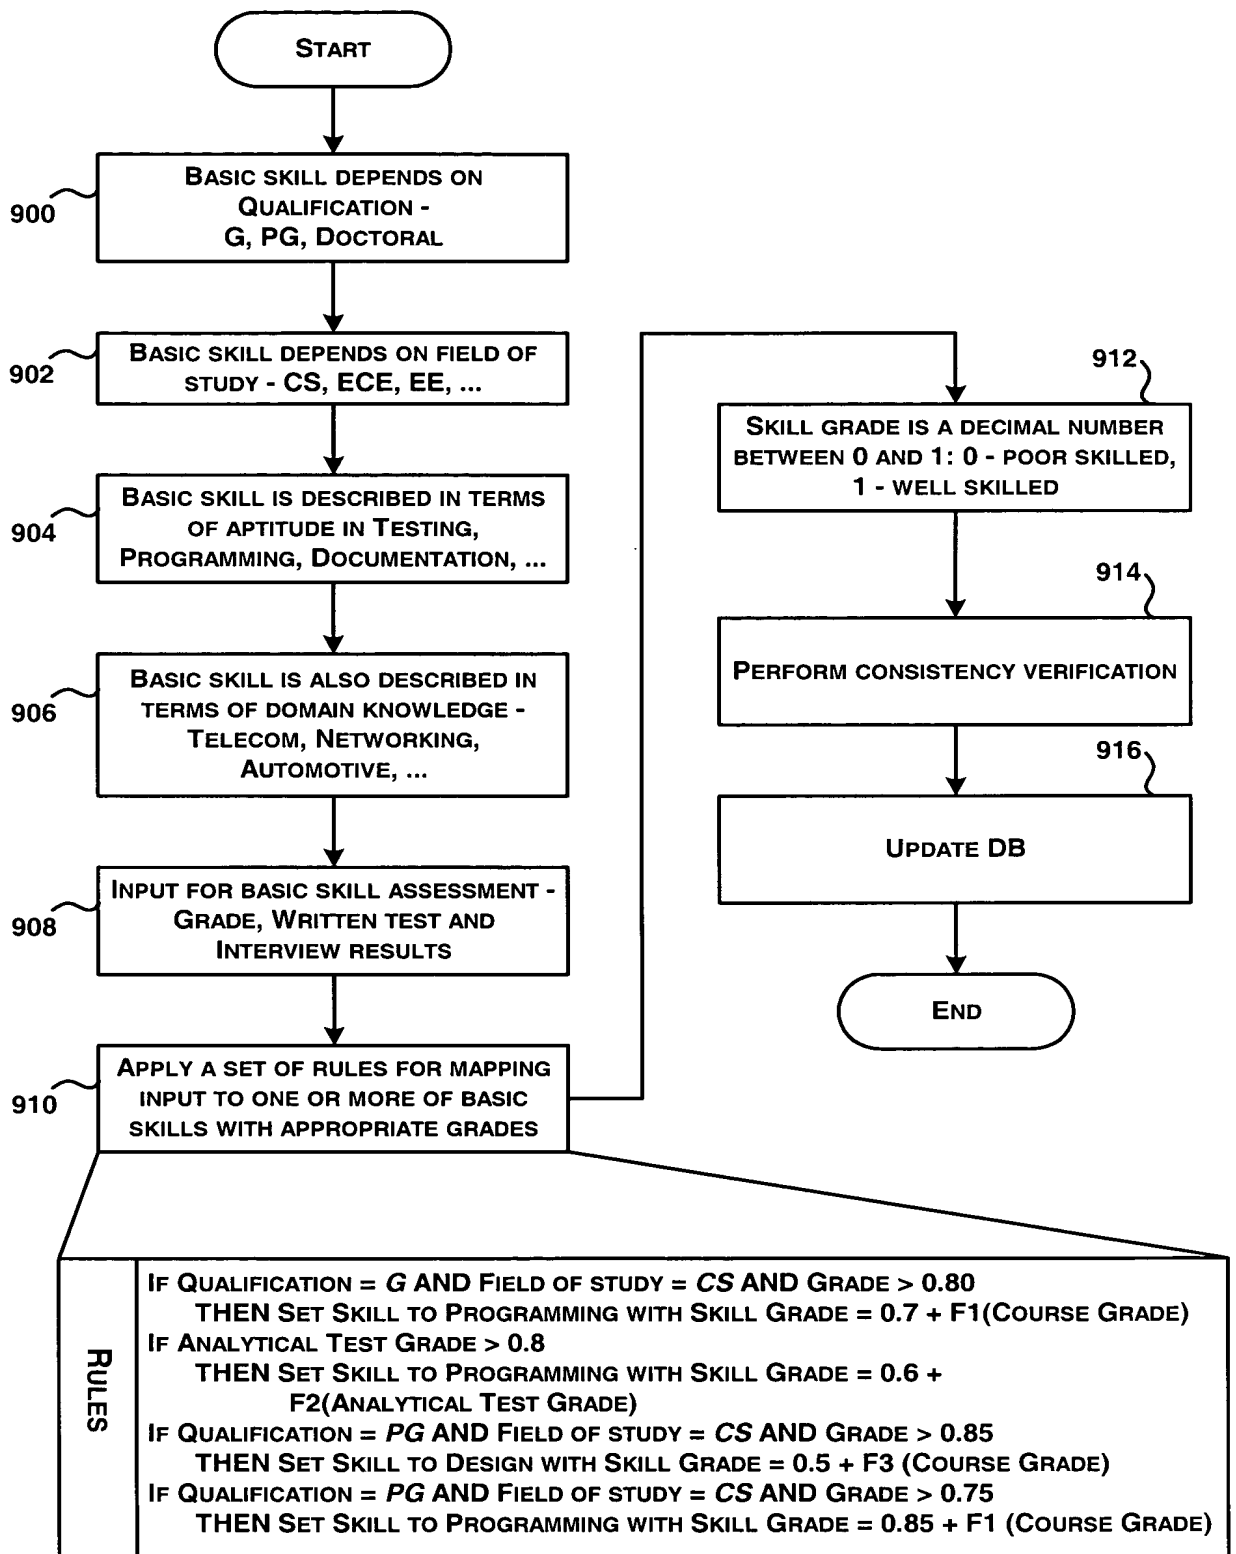 START
900
BASIC SKILL DEPENDS ON
QUALIFICATION -
G, PG, DOCTORAL
902
BASIC SKILL DEPENDS ON FIELD OF
STUDY - CS, ECE, EE, ...
904
BASIC SKILL IS DESCRIBED IN TERMS
OF APTITUDE IN TESTING,
PROGRAMMING, DOCUMENTATION, ...
906
BASIC SKILL IS ALSO DESCRIBED IN
TERMS OF DOMAIN KNOWLEDGE -
TELECOM, NETWORKING,
AUTOMOTIVE, ...
908
INPUT FOR BASIC SKILL ASSESSMENT -
GRADE, WRITTEN TEST AND
INTERVIEW RESULTS
910
APPLY A SET OF RULES FOR MAPPING
INPUT TO ONE OR MORE OF BASIC
SKILLS WITH APPROPRIATE GRADES
912
SKILL GRADE IS A DECIMAL NUMBER
BETWEEN 0 AND 1: 0 - POOR SKILLED,
1 - WELL SKILLED
914
PERFORM CONSISTENCY VERIFICATION
916
UPDATE DB
END
RULES
IF QUALIFICATION = G AND FIELD OF STUDY = CS AND GRADE > 0.80
THEN SET SKILL TO PROGRAMMING WITH SKILL GRADE = 0.7 + F1(COURSE GRADE)
IF ANALYTICAL TEST GRADE > 0.8
THEN SET SKILL TO PROGRAMMING WITH SKILL GRADE = 0.6 +
F2(ANALYTICAL TEST GRADE)
IF QUALIFICATION = PG AND FIELD OF STUDY = CS AND GRADE > 0.85
THEN SET SKILL TO DESIGN WITH SKILL GRADE = 0.5 + F3 (COURSE GRADE)
IF QUALIFICATION = PG AND FIELD OF STUDY = CS AND GRADE > 0.75
THEN SET SKILL TO PROGRAMMING WITH SKILL GRADE = 0.85 + F1 (COURSE GRADE)